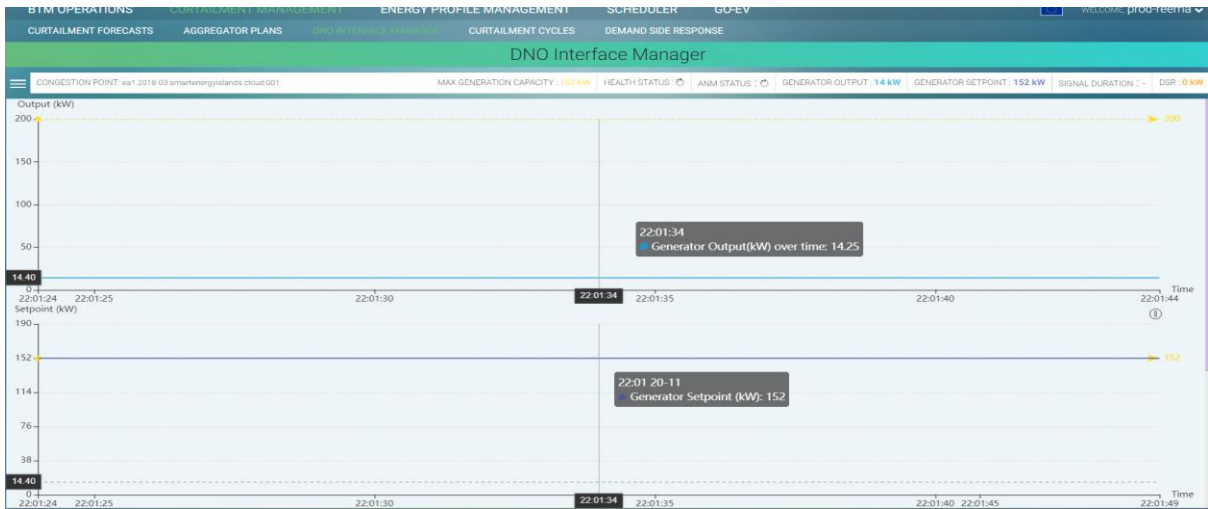 BTM OPERATIONS CURTAILMENT MANAGEMENT ENERGY PROFILE MANAGEMENT SCHEDULER GO-EV WELCOME, prod-reema
CURTAILMENT FORECASTS AGGREGATOR PLANS DNO INTERFACE MANAGER CURTAILMENT CYCLES DEMAND SIDE RESPONSE
DNO Interface Manager
CONGESTION POINT: ea1.2018-03.smartenergyislands.cloud:001 MAX GENERATION CAPACITY : 152 kW HEALTH STATUS : ANM STATUS : GENERATOR OUTPUT : 14 kW GENERATOR SETPOINT : 152 kW SIGNAL DURATION : - DSR : 0 kW
Output (kW)
200 200
150
100
22:01:34
50 Generator Output(kW) over time: 14.25
14.40
0 Time
22:01:24 22:01:25 22:01:30 22:01:34 22:01:35 22:01:40 22:01:44
Setpoint (kW)
190
152 152
22:01 20-11
114 Generator Setpoint (kW): 152
76
38
14.40
0 Time
22:01:24 22:01:25 22:01:30 22:01:34 22:01:35 22:01:40 22:01:45 22:01:49